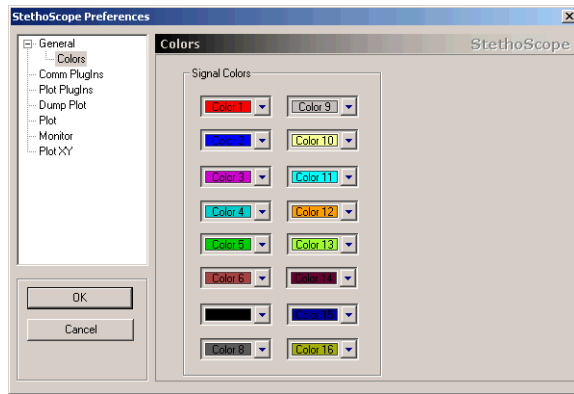 StethoScope Preferences
General
Colors
Comm PlugIns
Plot PlugIns
Dump Plot
Plot
Monitor
Plot XY
OK
Cancel
Colors
StethoScope
Signal Colors
Color 1
Color 9
Color 2
Color 10
Color 3
Color 11
Color 4
Color 12
Color 5
Color 13
Color 6
Color 14
Color 15
Color 8
Color 16